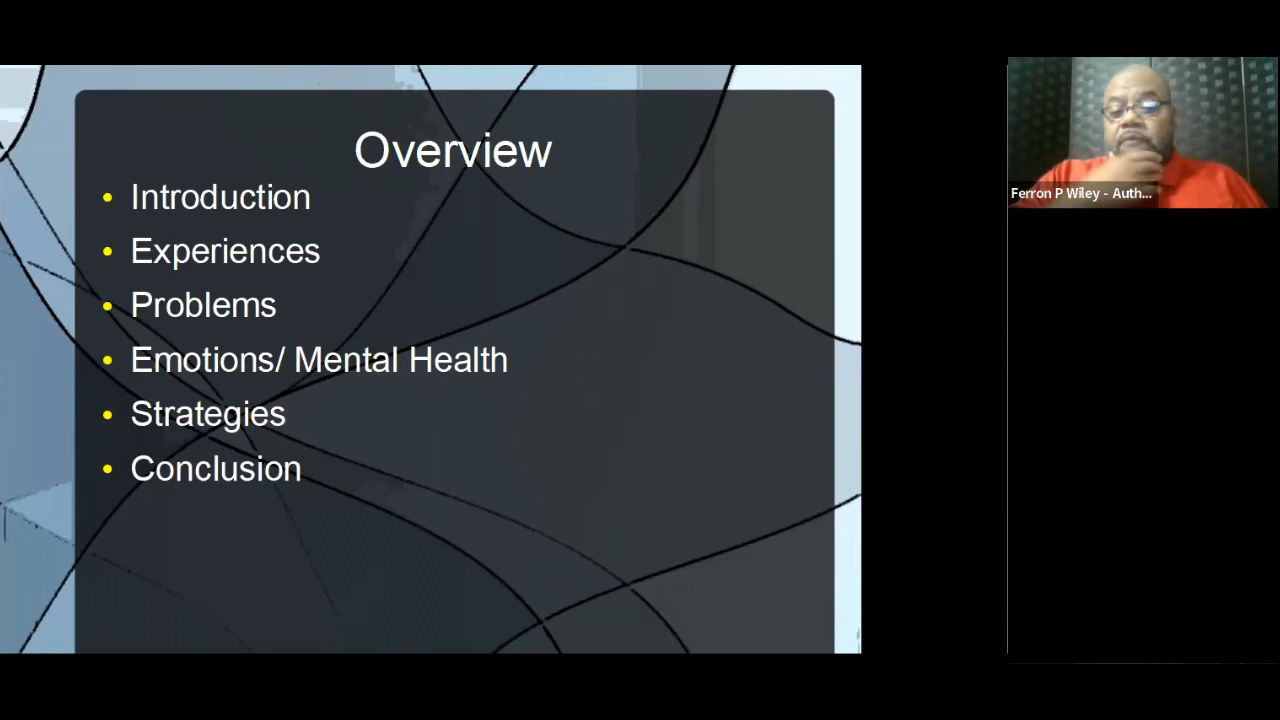 Overview
Introduction
Experiences
Problems
Emotions/ Mental Health
Strategies
Conclusion
Ferron P Wiley - Auth...